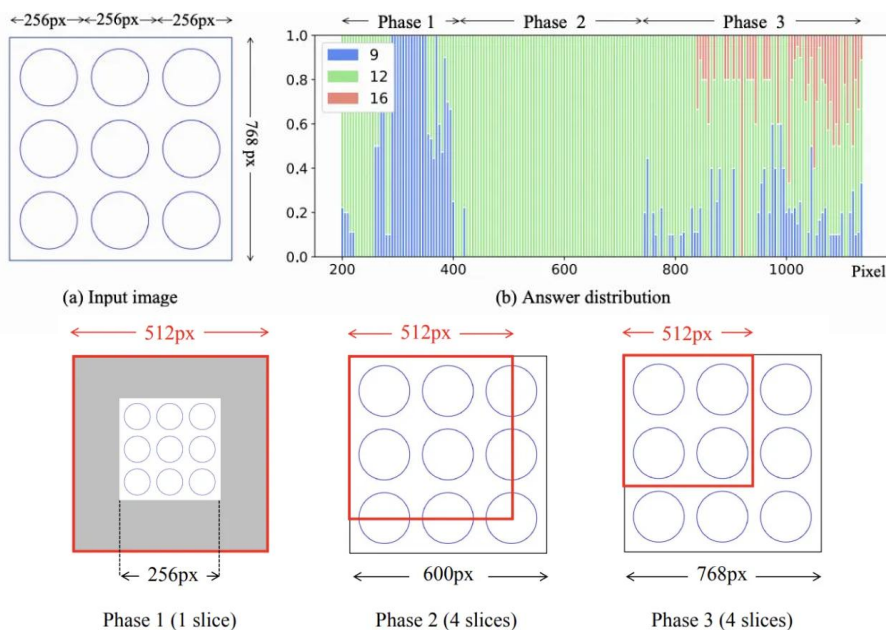 256px 256px 256px
768 px
(a) Input image
Phase 1 Phase 2 Phase 3
1.0
0.8
0.6
0.4
0.2
0.0
9
12
16
200 400 600 800 1000 Pixel
(b) Answer distribution
512px 512px 512px
256px 600px 768px
Phase 1 (1 slice) Phase 2 (4 slices) Phase 3 (4 slices)